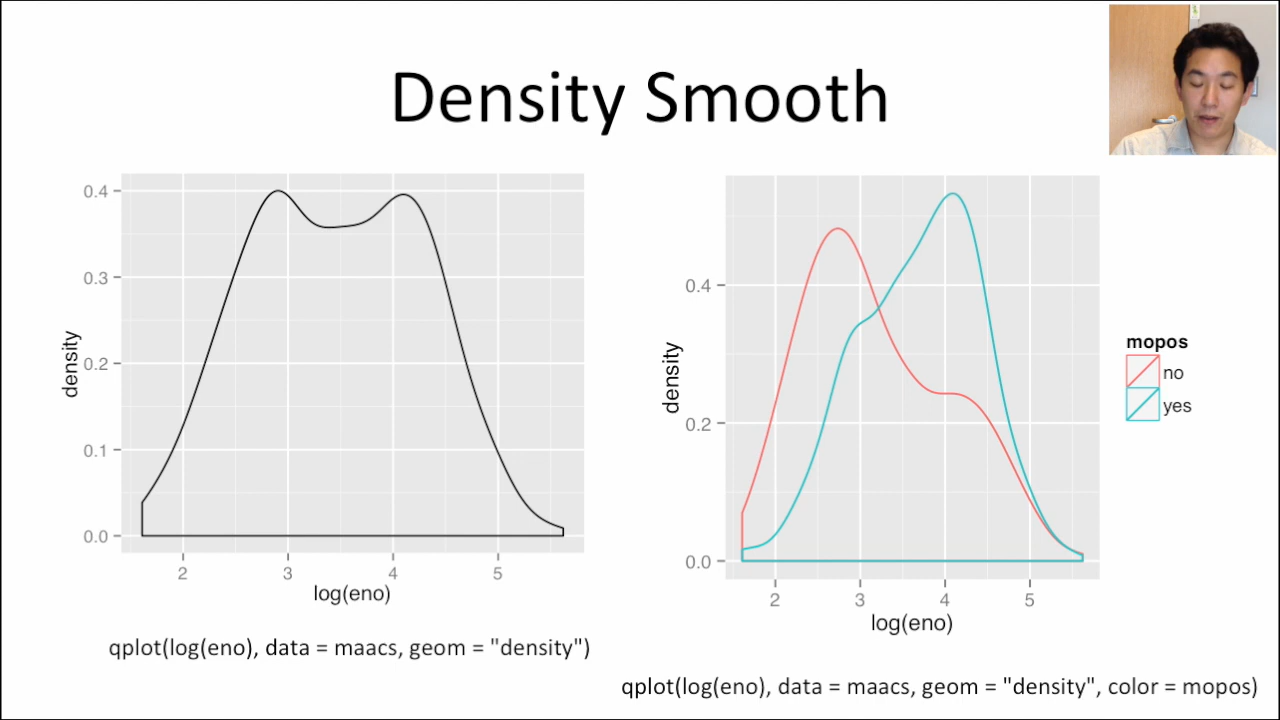 Density Smooth
0.4
0.3
0.2
0.1
0.0
density
2 3 4 5
log(eno)
qplot(log(eno), data = maacs, geom = "density")
0.4
0.2
0.0
density
2 3 4 5
log(eno)
mopos
no
yes
qplot(log(eno), data = maacs, geom = "density", color = mopos)